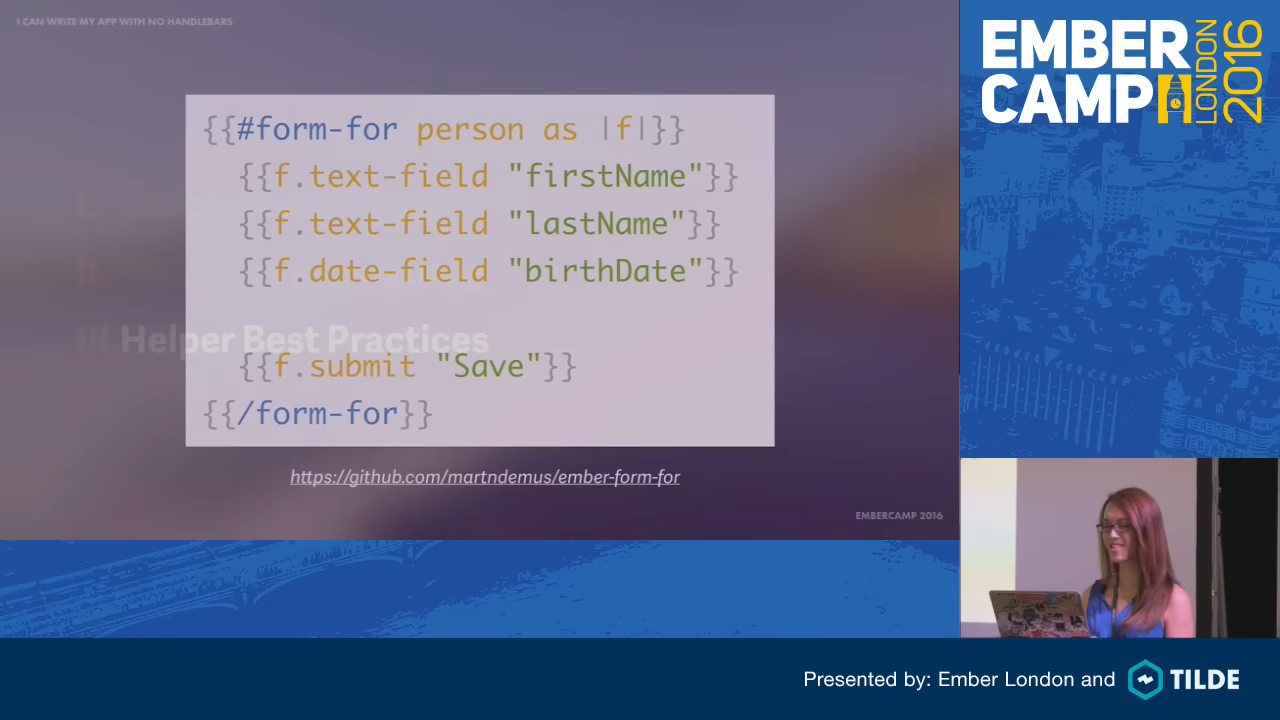 I CAN WRITE MY APP WITH NO HANDLEBARS
{{#form-for person as |f|}}
{{f.text-field "firstName"}}
{{f.text-field "lastName"}}
{{f.date-field "birthDate"}}
III Helper Best Practices
{{f.submit "Save"}}
{{/form-for}}
https://github.com/martndemus/ember-form-for
EMBERCAMP 2016
EMBER
CAMP
LONDON
2016
Presented by: Ember London and TILDE